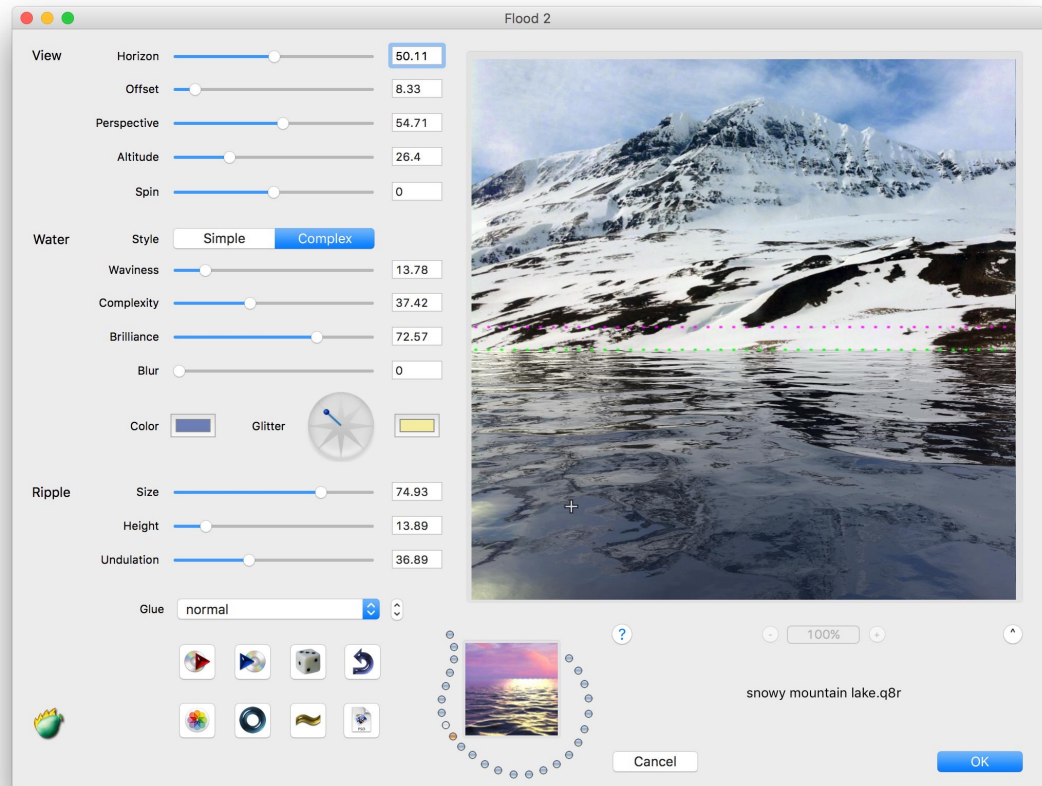 Flood 2
View
Horizon 50.11
Offset 8.33
Perspective 54.71
Altitude 26.4
Spin 0
Water
Style Simple Complex
Waviness 13.78
Complexity 37.42
Brilliance 72.57
Blur 0
Color Glitter
Ripple
Size 74.93
Height 13.89
Undulation 36.89
Glue normal
? - 100% + ^
snowy mountain lake.q8r
PSD
Cancel OK